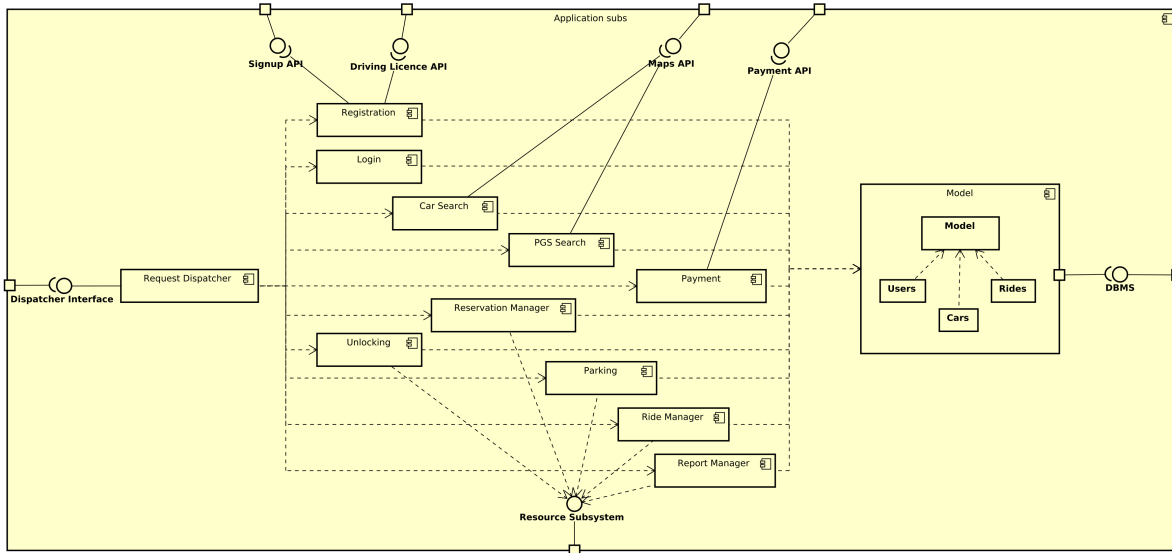 Application subs
Signup API
Driving Licence API
Maps API
Payment API
Registration
Login
Car Search
PGS Search
Request Dispatcher
Payment
Dispatcher Interface
Reservation Manager
Unlocking
Parking
Ride Manager
Report Manager
Resource Subsystem
Model
Model
Users
Rides
Cars
DBMS